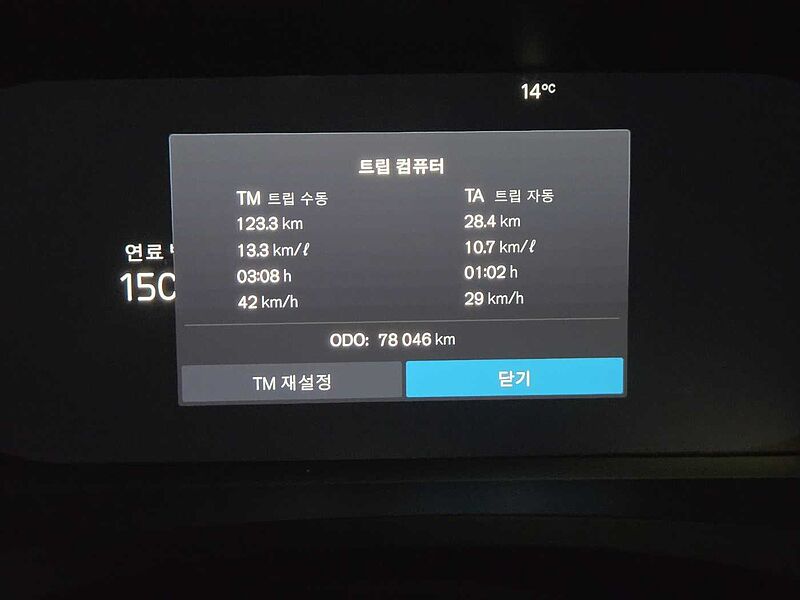 14°C
트립 컴퓨터
TM 트립 수동
123.3 km
13.3 km/ℓ
03:08 h
42 km/h
TA 트립 자동
28.4 km
10.7 km/ℓ
01:02 h
29 km/h
연료
150
ODO: 78 046 km
TM 재설정
닫기